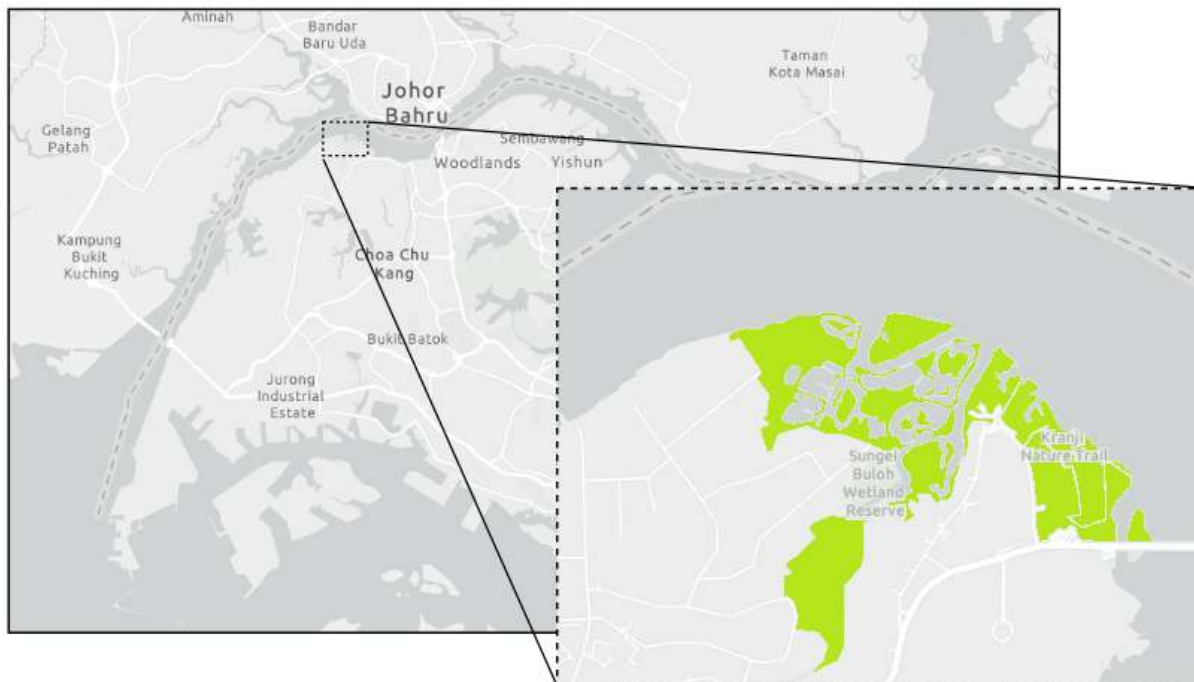 Aminah
Bandar
Baru Uda
Taman
Kota Masai
Johor
Bahru
Gelang
Patah
Sembawang
Woodlands
Yishun
Kampung
Bukit
Kuching
Choa Chu
Kang
Bukit Batok
Jurong
Industrial
Estate
Kranji
Nature Trail
Sungei
Buloh
Wetland
Reserve